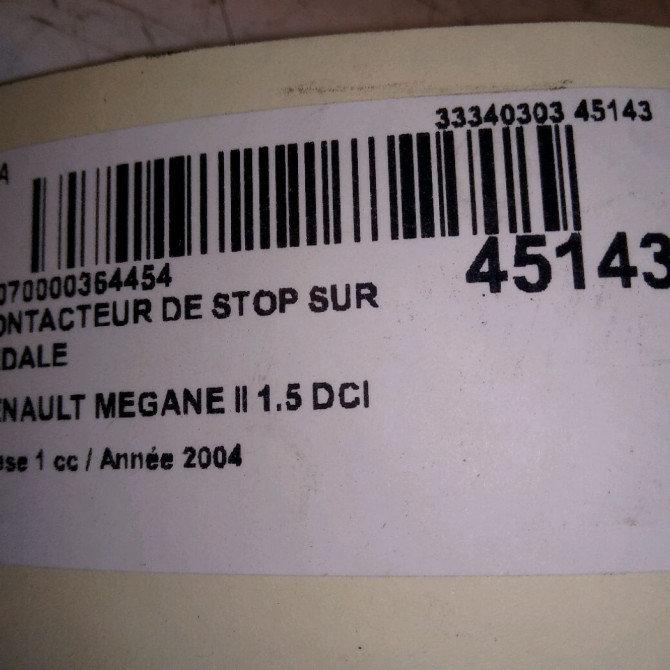 33340303 45143
A
070000364454
45143
ONTACTEUR DE STOP SUR
DALE
ENAULT MEGANE II 1.5 DCI
se 1 cc / Année 2004